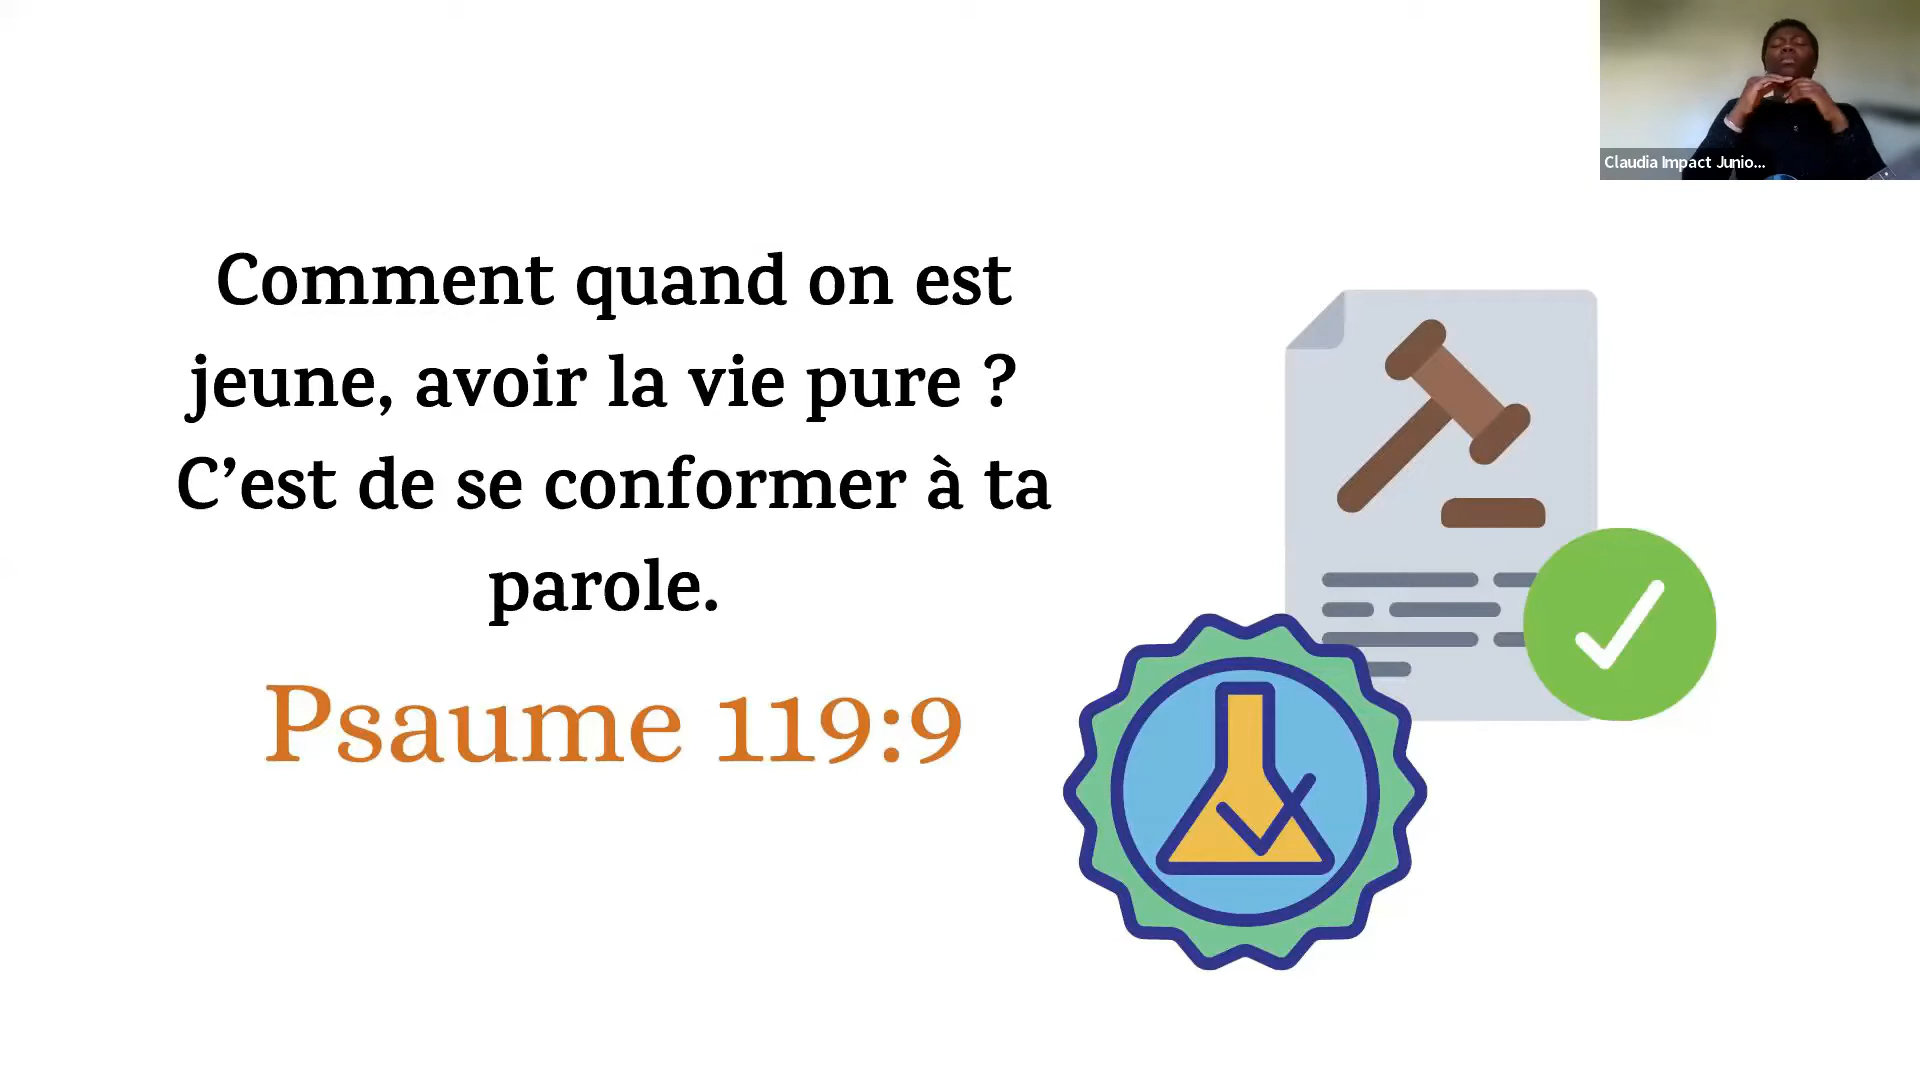 Claudia Impact Junio...
Comment quand on est
jeune, avoir la vie pure ?
C’est de se conformer à ta
parole.
Psaume 119:9